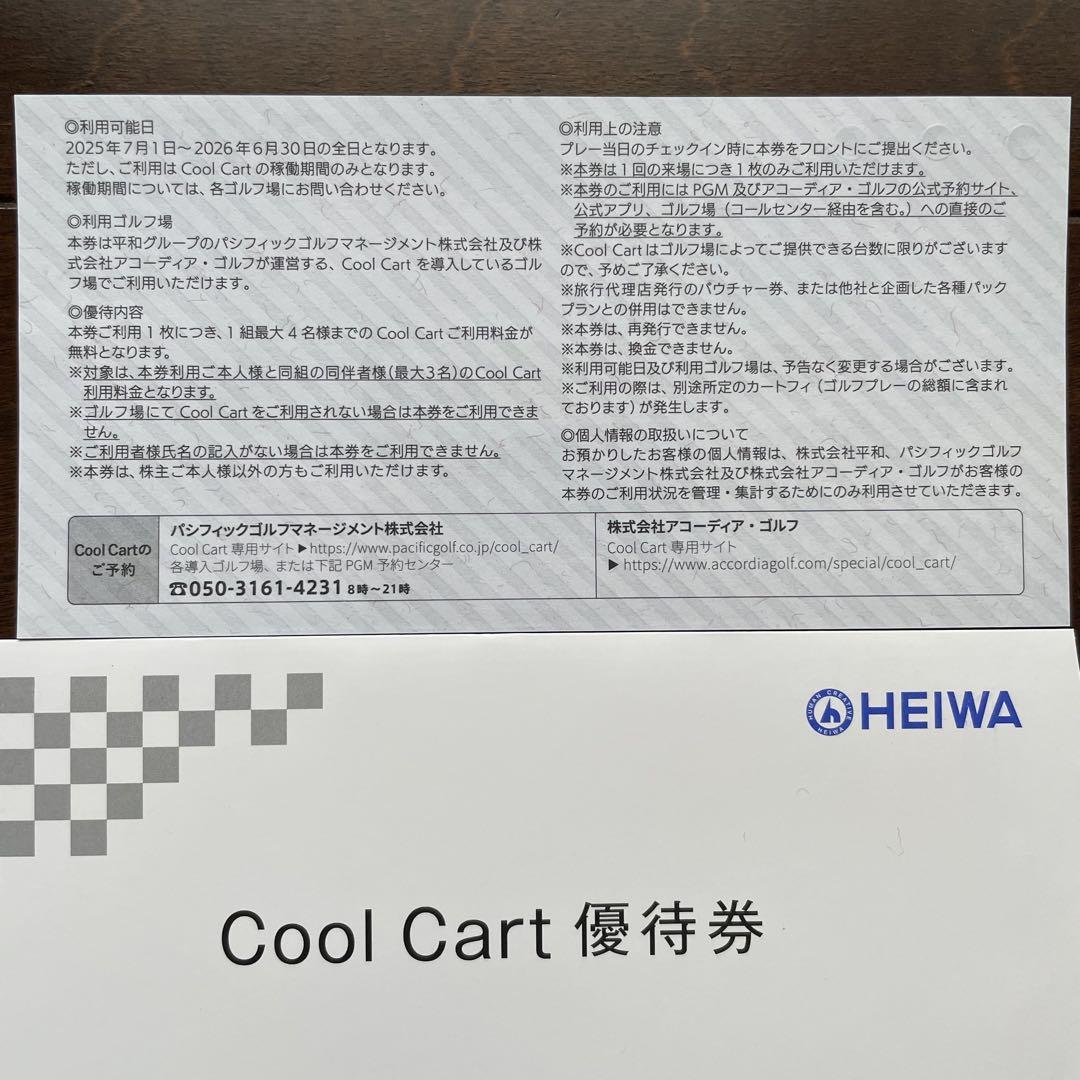 ◎利用可能日
2025年7月1日～2026年6月30日の全日となります。
ただし、ご利用は Cool Cart の稼働期間のみとなります。
稼働期間については、各ゴルフ場にお問い合わせください。
◎利用ゴルフ場
本券は平和グループのパシフィックゴルフマネージメント株式会社及び株
式会社アコーディア・ゴルフが運営する、Cool Cart を導入しているゴル
フ場でご利用いただけます。
◎優待内容
本券ご利用1枚につき、1組最大4名様までの Cool Cart ご利用料金が
無料となります。
※対象は、本券利用ご本人様と同組の同伴者様(最大3名)の Cool Cart
利用料金となります。
※ゴルフ場にて Cool Cart をご利用されない場合は本券をご利用できま
せん。
※ご利用者様氏名の記入がない場合は本券をご利用できません。
※本券は、株主ご本人様以外の方もご利用いただけます。
◎利用上の注意
プレー当日のチェックイン時に本券をフロントにご提出ください。
※本券は1回の来場につき1枚のみご利用いただけます。
※本券のご利用には PGM 及びアコーディア・ゴルフの公式予約サイト、
公式アプリ、ゴルフ場（コールセンター経由を含む。）への直接のご
予約が必要となります。
※Cool Cart はゴルフ場によってご提供できる台数に限りがございます
ので、予めご了承ください。
※旅行代理店発行のバウチャー券、または他社と企画した各種パック
プランとの併用はできません。
※本券は、再発行できません。
※本券は、換金できません。
※利用可能日及び利用ゴルフ場は、予告なく変更する場合がございます。
※ご利用の際は、別途所定のカートフィ（ゴルフプレーの総額に含まれ
ております）が発生します。
◎個人情報の取扱いについて
お預かりしたお客様の個人情報は、株式会社平和、パシフィックゴルフ
マネージメント株式会社及び株式会社アコーディア・ゴルフがお客様の
本券のご利用状況を管理・集計するためにのみ利用させていただきます。
Cool Cartの
ご予約
パシフィックゴルフマネージメント株式会社
Cool Cart 専用サイト▶https://www.pacificgolf.co.jp/cool_cart/
各導入ゴルフ場、または下記 PGM 予約センター
☎050-3161-4231 8時～21時
株式会社アコーディア・ゴルフ
Cool Cart 専用サイト
▶ https://www.accordiagolf.com/special/cool_cart/
HUMAN CREATIVE
HEIWA
HEIWA
Cool Cart 優待券